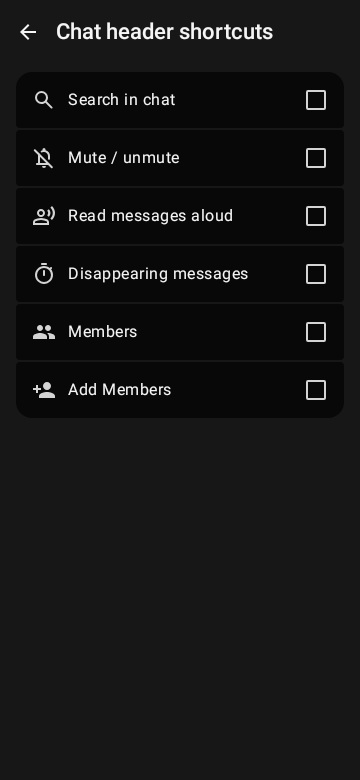 Chat header shortcuts
Search in chat
Mute / unmute
Read messages aloud
Disappearing messages
Members
Add Members